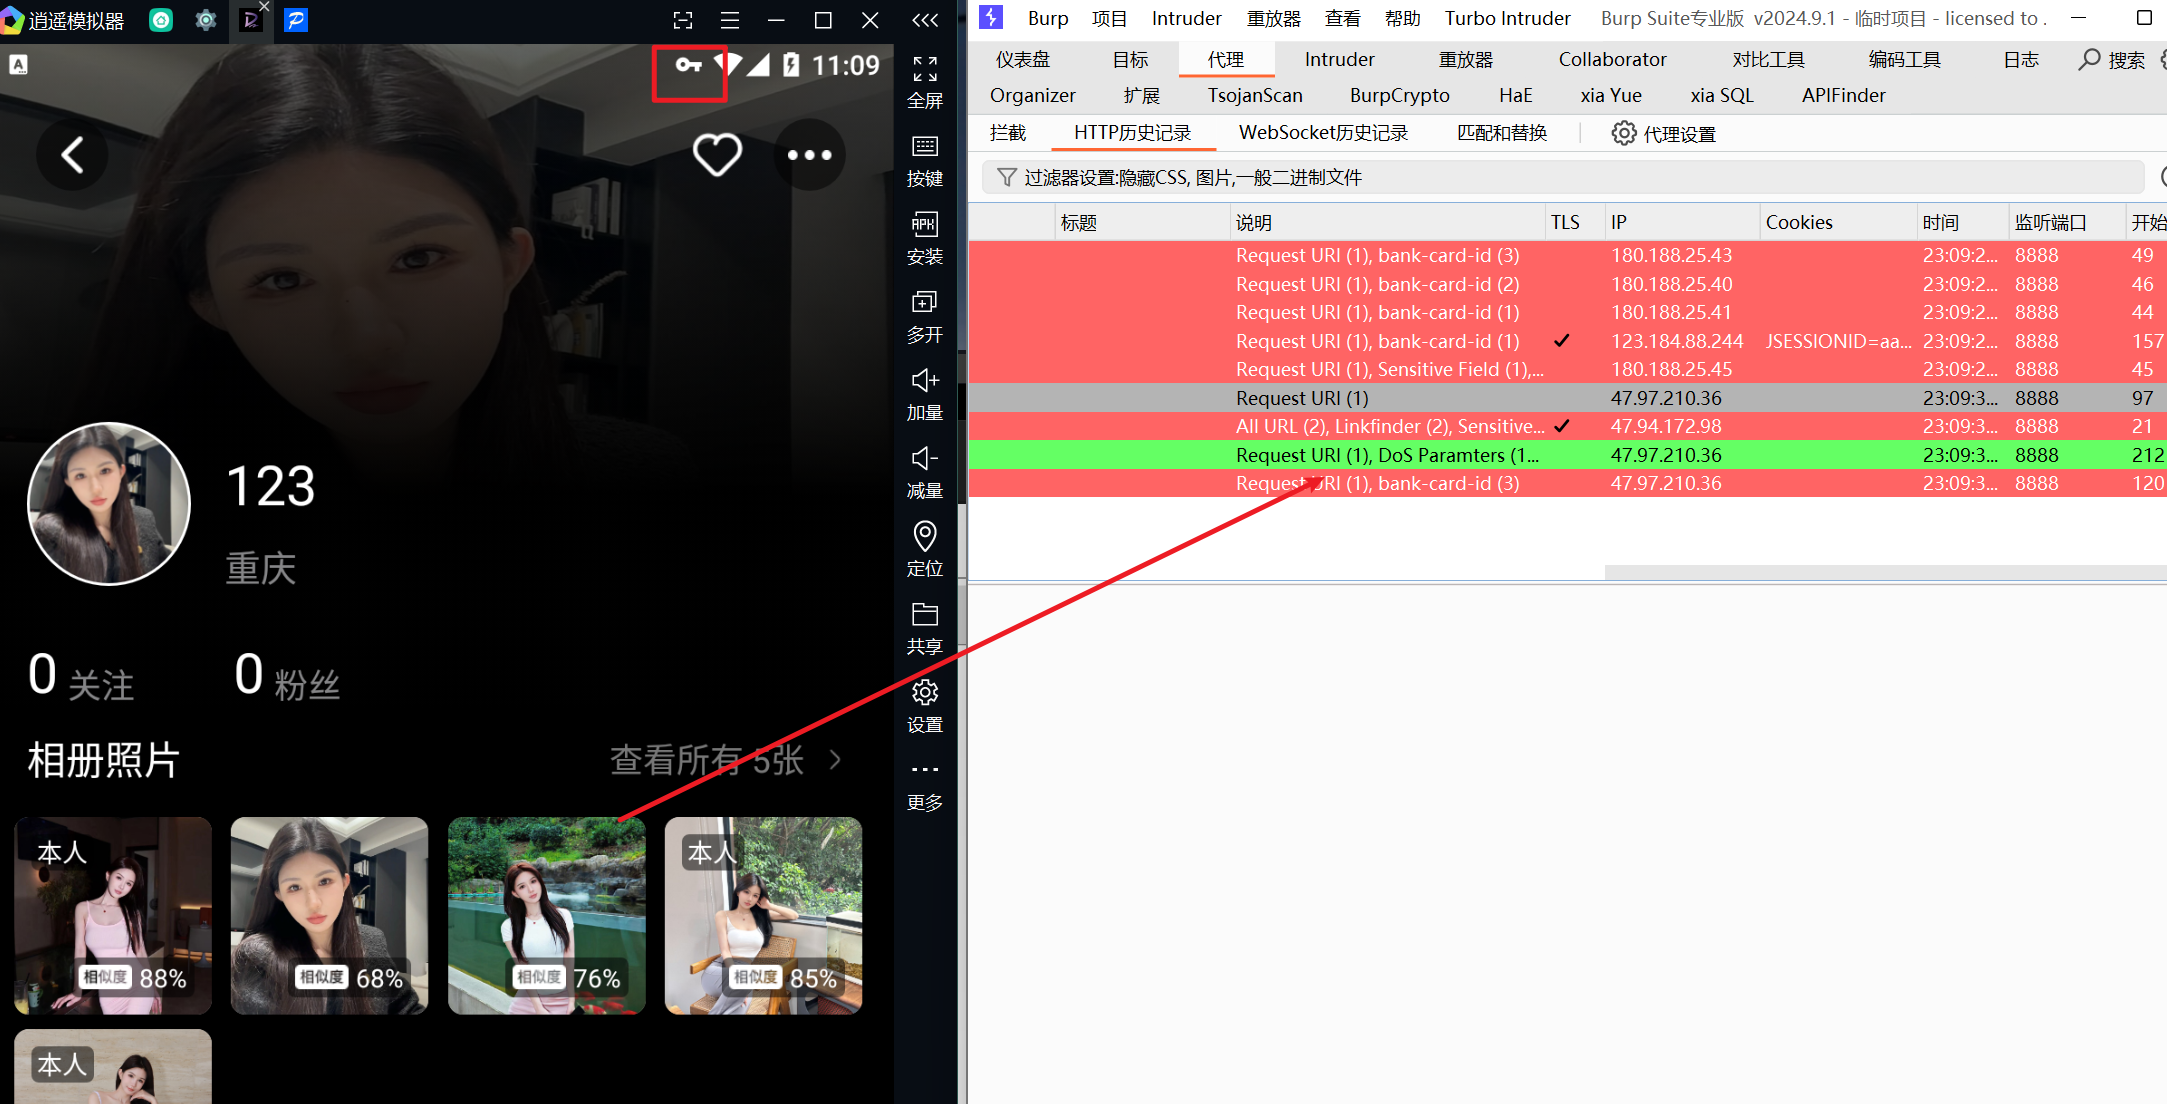 逍遥模拟器
A
11:09
123
重庆
0 关注
0 粉丝
相册照片
查看所有 5张
本人
相似度 88%
相似度 68%
相似度 76%
本人
相似度 85%
本人
全屏
按键
APK
安装
多开
加量
减量
定位
共享
设置
更多
Burp 项目 Intruder 重放器 查看 帮助 Turbo Intruder Burp Suite专业版 v2024.9.1 - 临时项目 - licensed to .
仪表盘 目标 代理 Intruder 重放器 Collaborator 对比工具 编码工具 日志 搜索
Organizer 扩展 TsojanScan BurpCrypto HaE xia Yue xia SQL APIFinder
拦截 HTTP历史记录 WebSocket历史记录 匹配和替换 代理设置
过滤器设置:隐藏CSS, 图片,一般二进制文件
标题 说明 TLS IP Cookies 时间 监听端口 开始
Request URI (1), bank-card-id (3) 180.188.25.43 23:09:2... 8888 49
Request URI (1), bank-card-id (2) 180.188.25.40 23:09:2... 8888 46
Request URI (1), bank-card-id (1) 180.188.25.41 23:09:2... 8888 44
Request URI (1), bank-card-id (1) ✓ 123.184.88.244 JSESSIONID=aa... 23:09:2... 8888 157
Request URI (1), Sensitive Field (1),... 180.188.25.45 23:09:2... 8888 45
Request URI (1) 47.97.210.36 23:09:3... 8888 97
All URL (2), Linkfinder (2), Sensitive... ✓ 47.94.172.98 23:09:3... 8888 21
Request URI (1), DoS Paramters (1... 47.97.210.36 23:09:3... 8888 212
Request URI (1), bank-card-id (3) 47.97.210.36 23:09:3... 8888 120